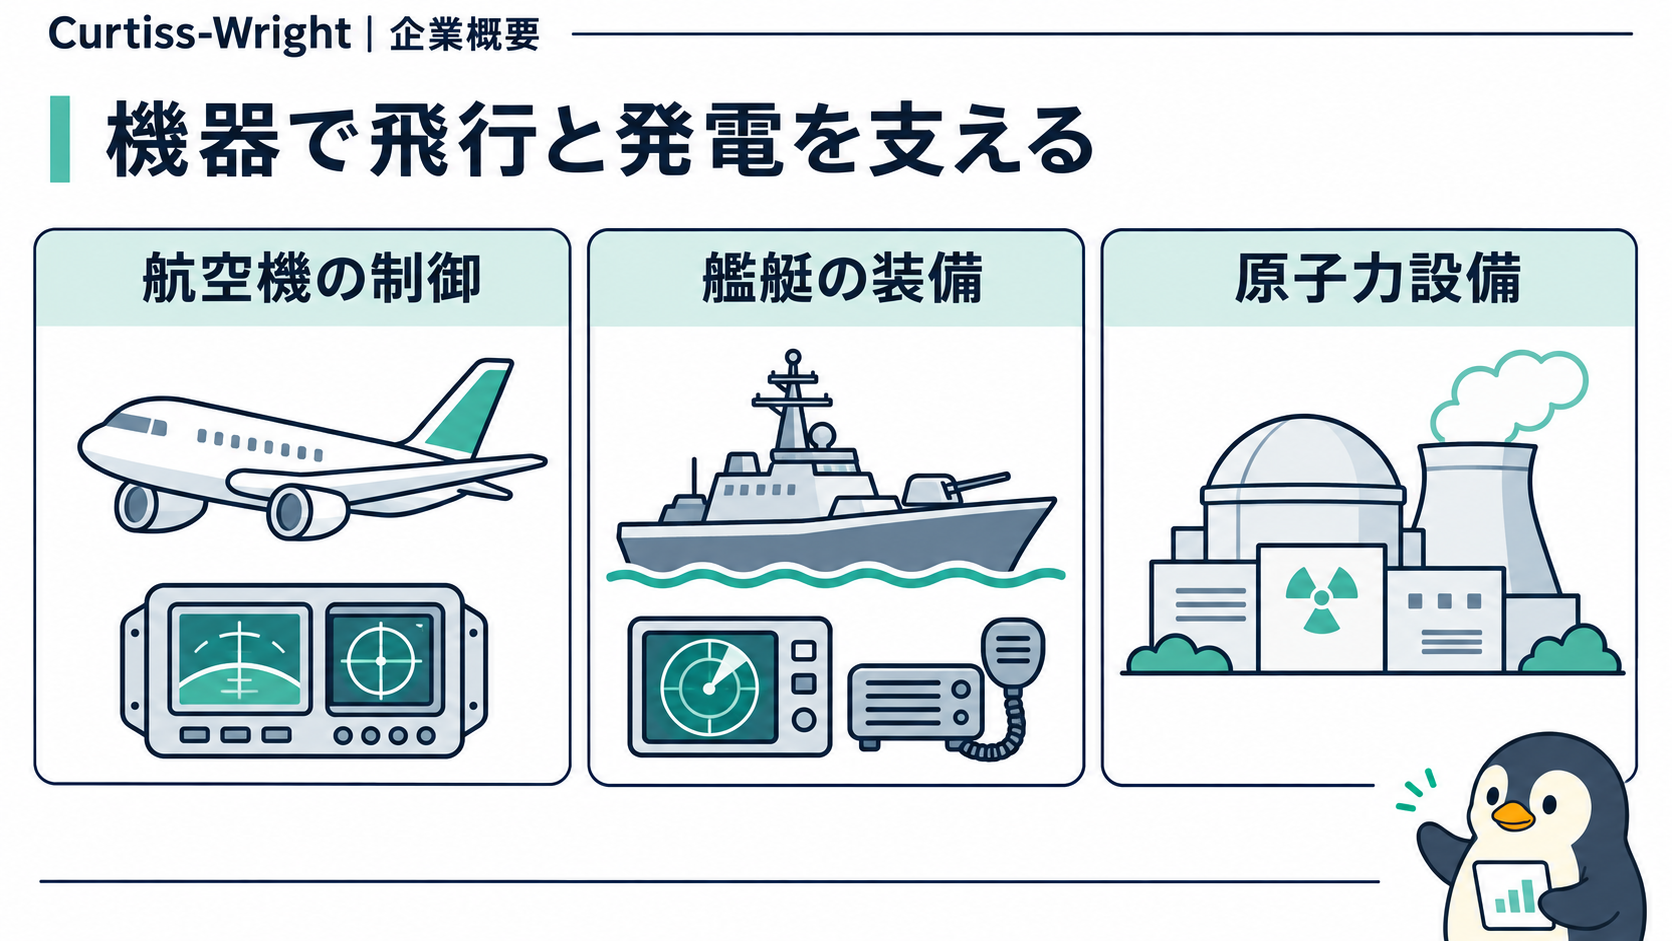 Curtiss-Wright | 企業概要
機器で飛行と発電を支える
航空機の制御
艦艇の装備
原子力設備